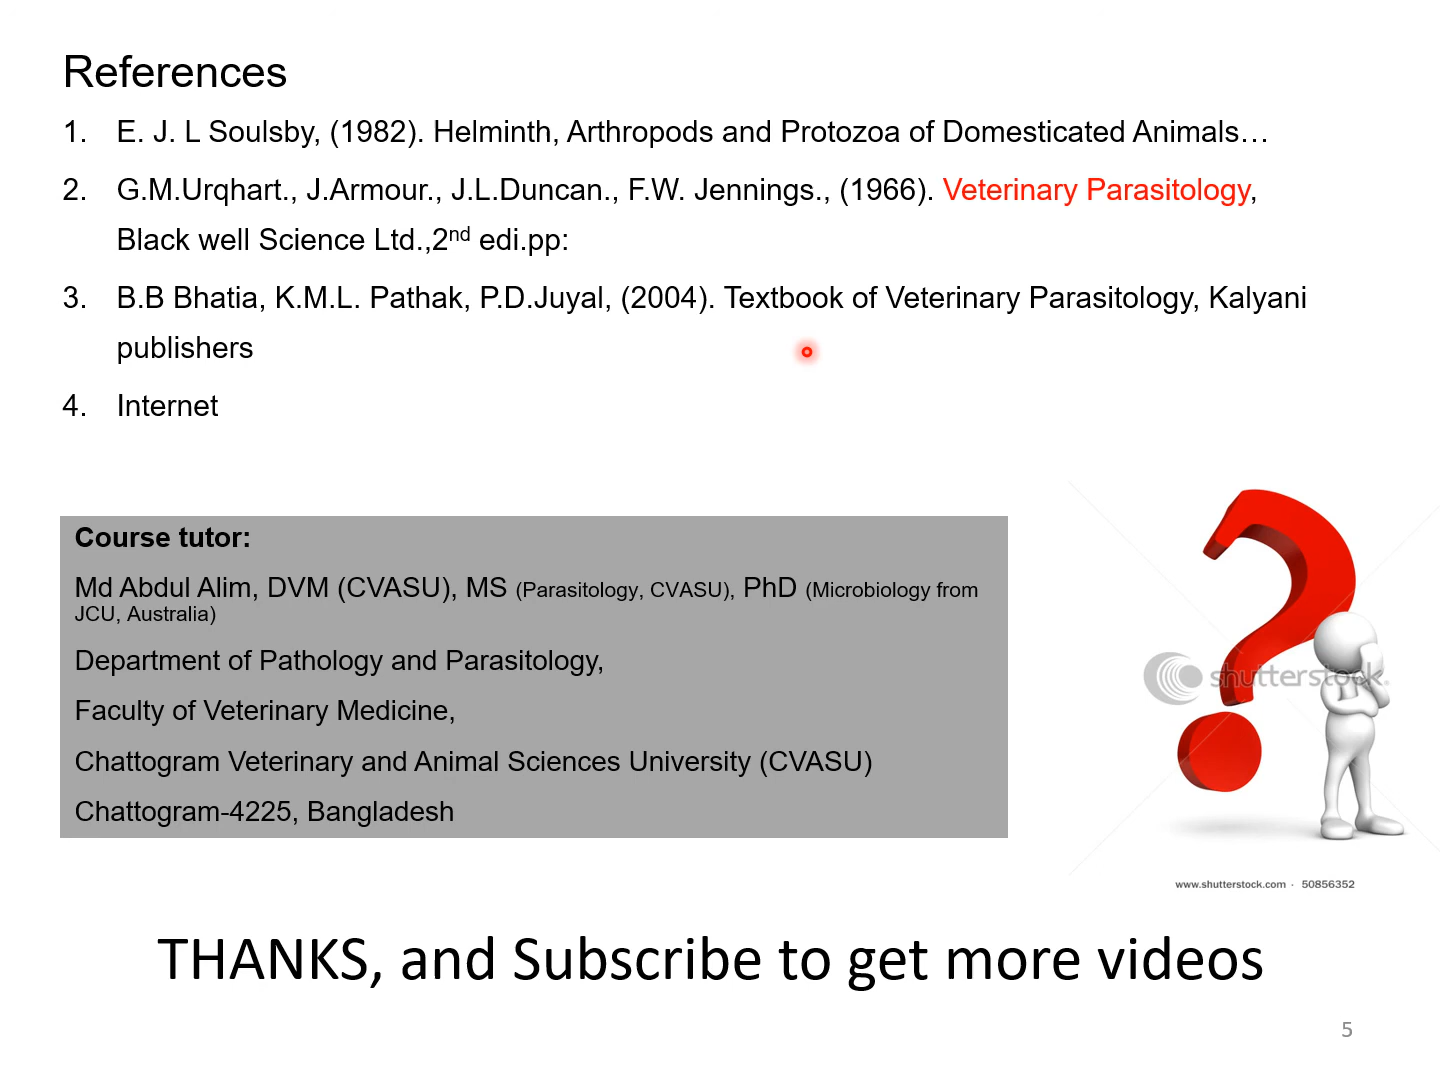 References
1. E. J. L Soulsby, (1982). Helminth, Arthropods and Protozoa of Domesticated Animals…
2. G.M.Urqhart., J.Armour., J.L.Duncan., F.W. Jennings., (1966). Veterinary Parasitology,
Black well Science Ltd.,2nd edi.pp:
3. B.B Bhatia, K.M.L. Pathak, P.D.Juyal, (2004). Textbook of Veterinary Parasitology, Kalyani
publishers
4. Internet
Course tutor:
Md Abdul Alim, DVM (CVASU), MS (Parasitology, CVASU), PhD (Microbiology from
JCU, Australia)
Department of Pathology and Parasitology,
Faculty of Veterinary Medicine,
Chattogram Veterinary and Animal Sciences University (CVASU)
Chattogram-4225, Bangladesh
shutterstock.
www.shutterstock.com · 50856352
THANKS, and Subscribe to get more videos
5